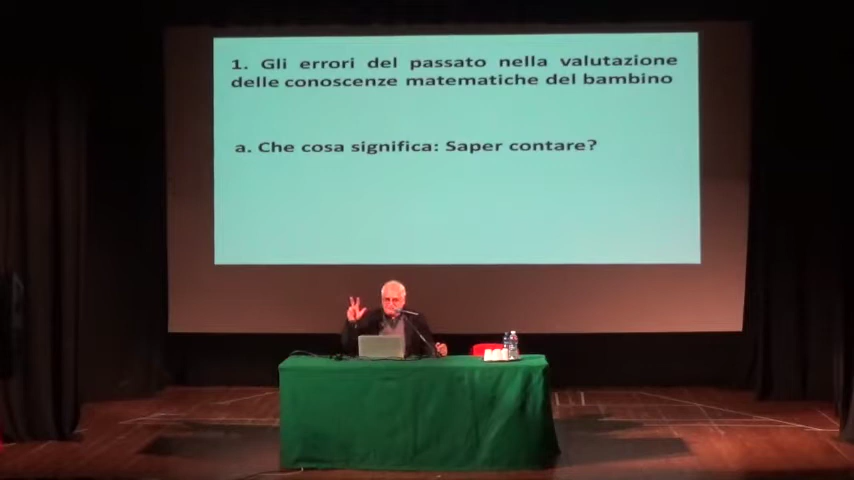 1. Gli errori del passato nella valutazione
delle conoscenze matematiche del bambino
a. Che cosa significa: Saper contare?